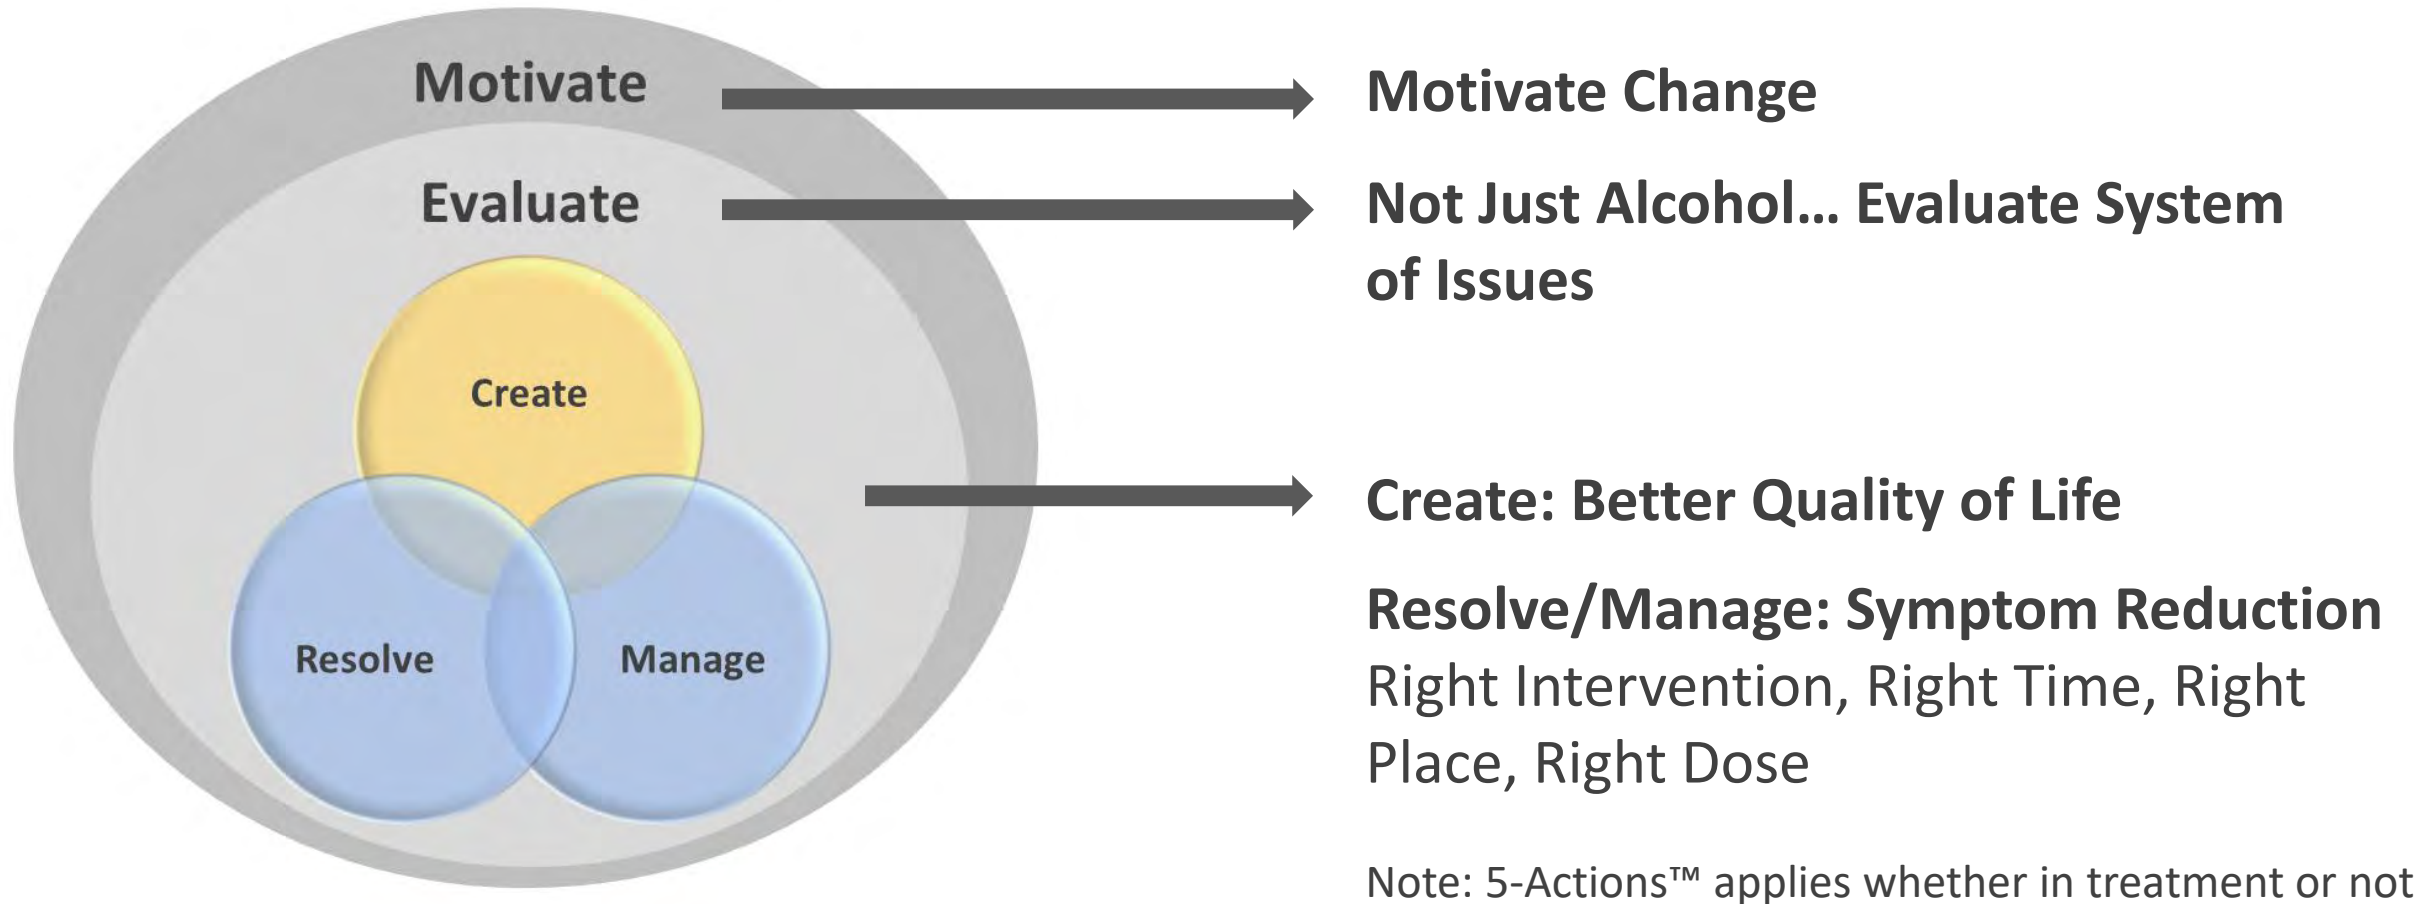 Motivate
Evaluate
Create
Resolve
Manage
Motivate Change
Not Just Alcohol... Evaluate System
of Issues
Create: Better Quality of Life
Resolve/Manage: Symptom Reduction
Right Intervention, Right Time, Right
Place, Right Dose
Note: 5-Actions™ applies whether in treatment or not